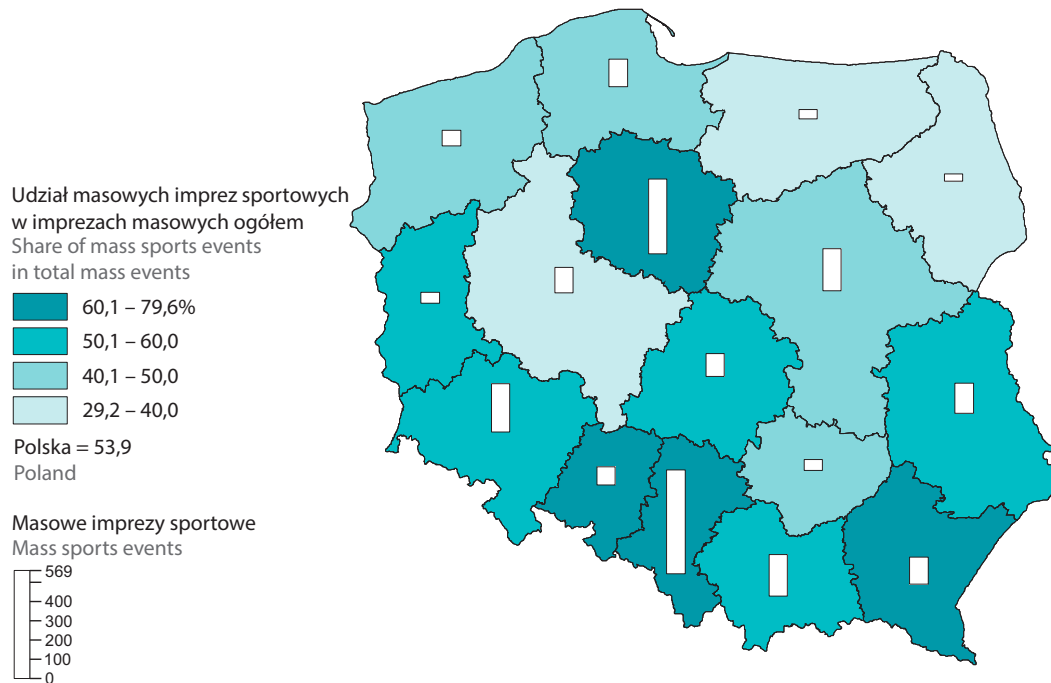 Udział masowych imprez sportowych
w imprezach masowych ogółem
Share of mass sports events
in total mass events
60,1 – 79,6%
50,1 – 60,0
40,1 – 50,0
29,2 – 40,0
Polska = 53,9
Poland
Masowe imprezy sportowe
Mass sports events
569
400
300
200
100
0